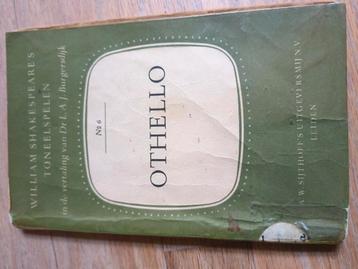 WILLIAM SHAKESPEARE'S
TONEELSPELEN
in de vertaling van Dr L.A.J. Burgersdijk
No 6
OTHELLO
A.W. SIJTHOFF'S UITGEVERSMIJ N.V.
LEIDEN